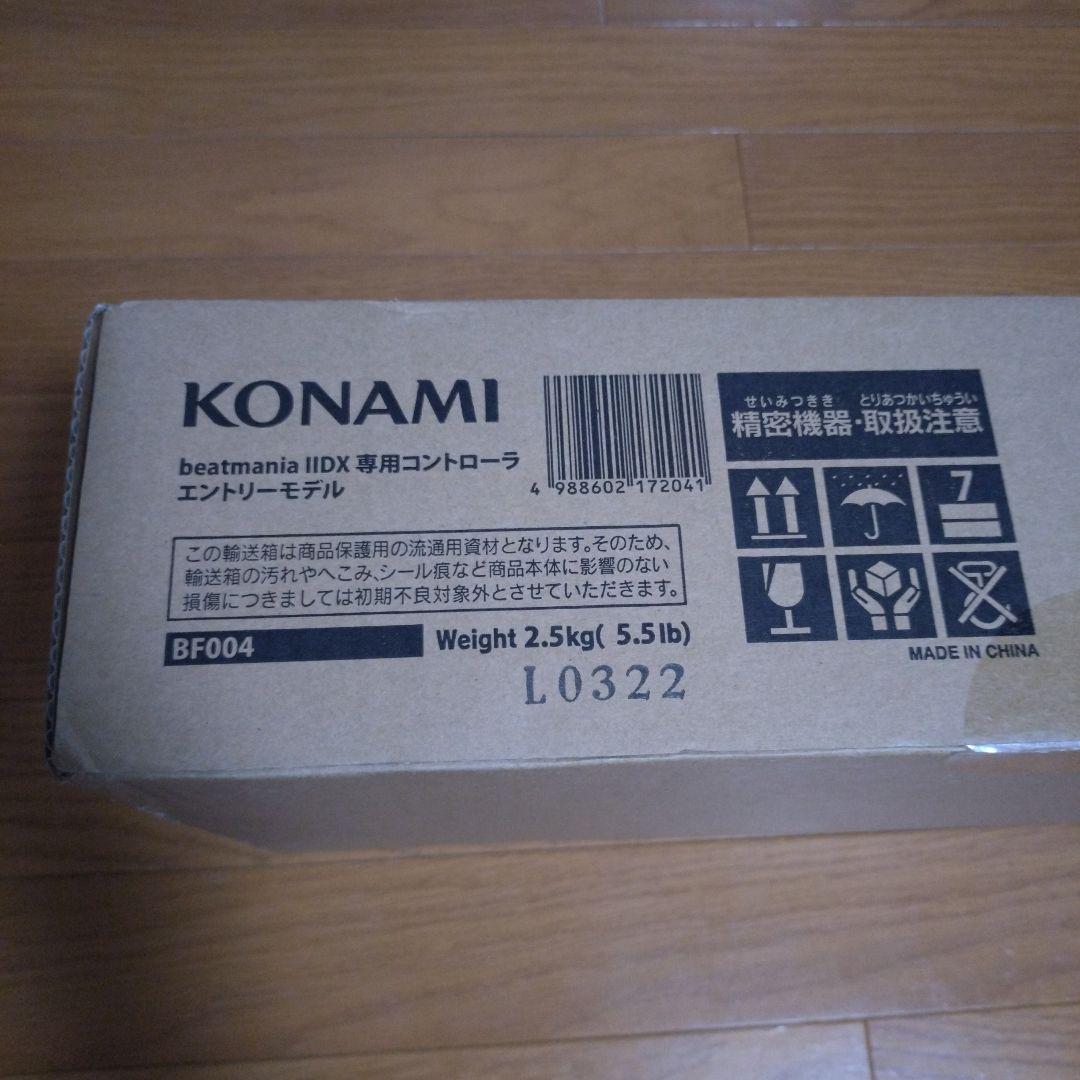 KONAMI
beatmania IIDX 専用コントローラ
エントリーモデル
4 988602 172041
せいみつきき とりあつかいちゅうい
精密機器・取扱注意
7
この輸送箱は商品保護用の流通用資材となります。そのため、
輸送箱の汚れやへこみ、シール痕など商品本体に影響のない
損傷につきましては初期不良対象外とさせていただきます。
BF004
Weight 2.5kg( 5.5lb)
L0322
MADE IN CHINA